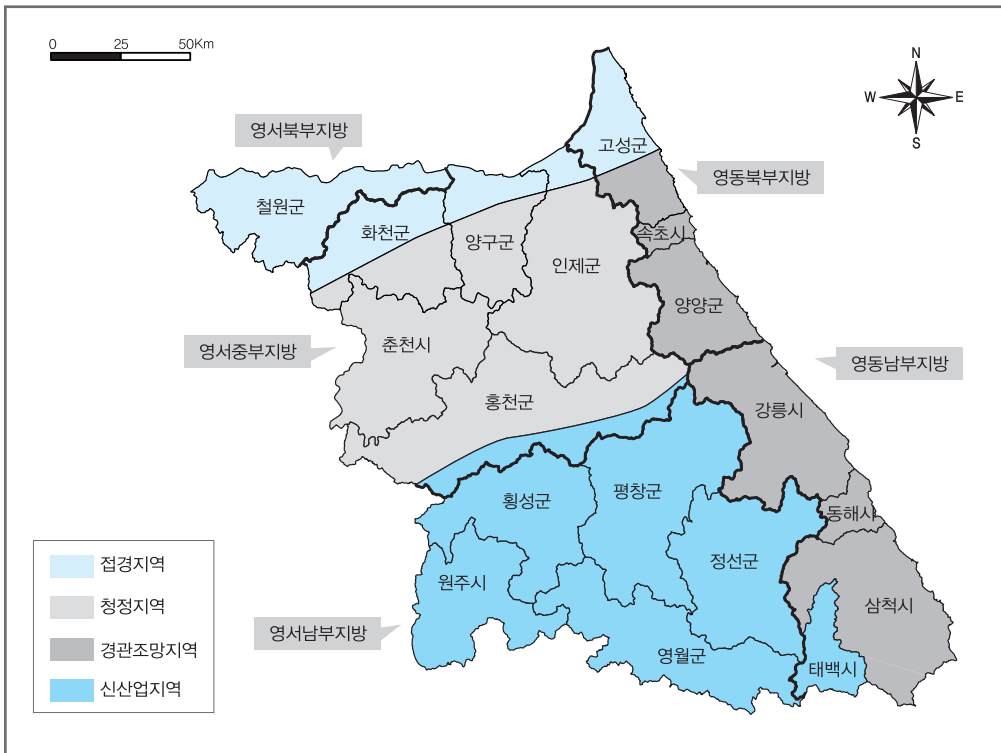 0 25 50Km
N
W E
S
영서북부지방
고성군
영동북부지방
철원군
화천군
양구군
속초시
인제군
양양군
춘천시
영서중부지방
영동남부지방
홍천군
강릉시
평창군
횡성군
동해시
정선군
접경지역
원주시
청정지역
삼척시
영서남부지방
경관조망지역
영월군
태백시
신산업지역